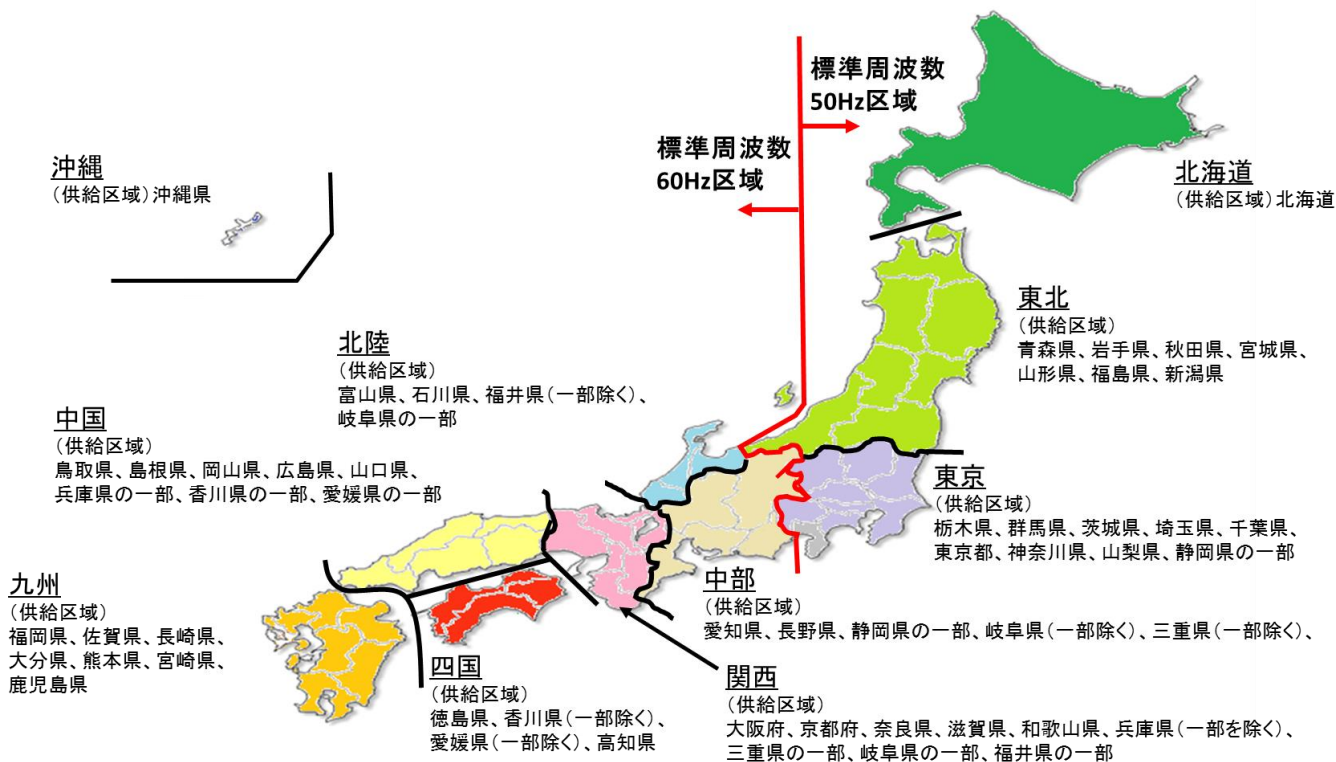 標準周波数
50Hz区域
標準周波数
60Hz区域
沖縄
(供給区域)沖縄県
北海道
(供給区域)北海道
東北
(供給区域)
青森県、岩手県、秋田県、宮城県、
山形県、福島県、新潟県
北陸
(供給区域)
富山県、石川県、福井県(一部除く)、
岐阜県の一部
中国
(供給区域)
鳥取県、島根県、岡山県、広島県、山口県、
兵庫県の一部、香川県の一部、愛媛県の一部
東京
(供給区域)
栃木県、群馬県、茨城県、埼玉県、千葉県、
東京都、神奈川県、山梨県、静岡県の一部
中部
(供給区域)
愛知県、長野県、静岡県の一部、岐阜県(一部除く)、三重県(一部除く)、
九州
(供給区域)
福岡県、佐賀県、長崎県、
大分県、熊本県、宮崎県、
鹿児島県
四国
(供給区域)
徳島県、香川県(一部除く)、
愛媛県(一部除く)、高知県
関西
(供給区域)
大阪府、京都府、奈良県、滋賀県、和歌山県、兵庫県(一部を除く)、
三重県の一部、岐阜県の一部、福井県の一部